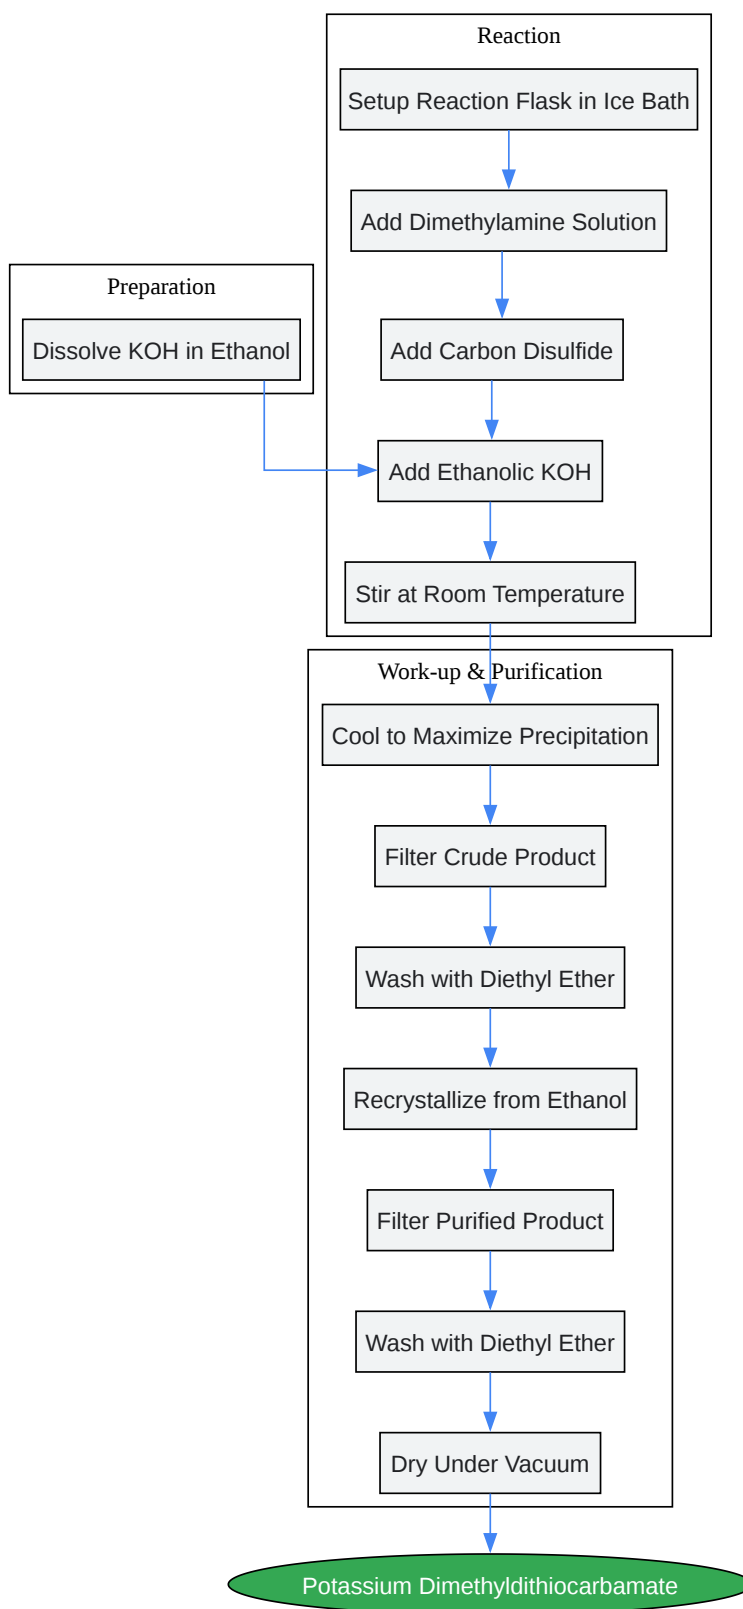 Reaction
Setup Reaction Flask in Ice Bath
Add Dimethylamine Solution
Preparation
Dissolve KOH in Ethanol
Add Carbon Disulfide
Add Ethanolic KOH
Stir at Room Temperature
Work-up & Purification
Cool to Maximize Precipitation
Filter Crude Product
Wash with Diethyl Ether
Recrystallize from Ethanol
Filter Purified Product
Wash with Diethyl Ether
Dry Under Vacuum
Potassium Dimethyldithiocarbamate